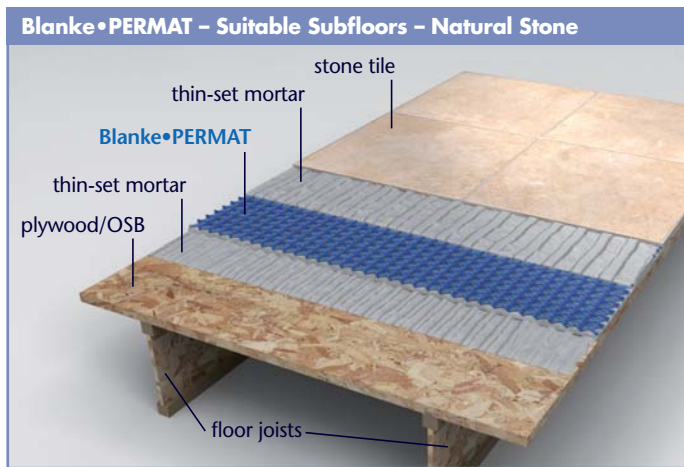 Blanke•PERMAT – Suitable Subfloors – Natural Stone
stone tile
thin-set mortar
Blanke•PERMAT
thin-set mortar
plywood/OSB
floor joists